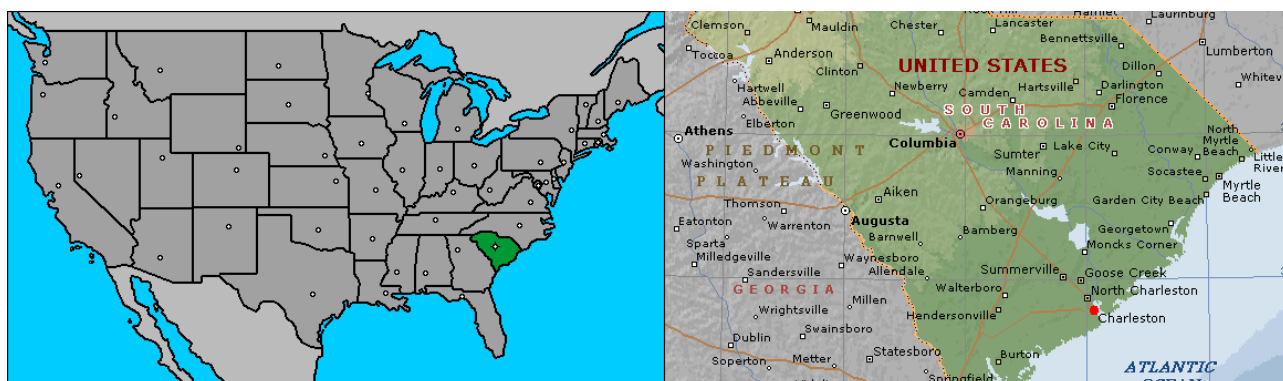 Clemson
Mauldin
Chester
Rock Hill
Lancaster
Hamlet
Laurinburg
Toccoa
Anderson
Bennettsville
Lumberton
Clinton
UNITED STATES
Dillon
Hartwell
Newberry
Camden
Hartsville
Darlington
Whitev
Abbeville
Greenwood
Florence
Elberton
SOUTH
CAROLINA
Athens
Columbia
North
Myrtle
Beach
PIEDMONT
Sumter
Lake City
Conway
Little
River
Washington
Manning
Socastee
PLATEAU
Aiken
Myrtle
Beach
Thomson
Orangeburg
Garden City Beach
Eatonton
Warrenton
Augusta
Georgetown
Sparta
Barnwell
Bamberg
Moncks Corner
Milledgeville
Waynesboro
Allendale
Summerville
Goose Creek
Sandersville
GEORGIA
Walterboro
North Charleston
Wrightsville
Millen
Hendersonville
Charleston
Swainsboro
Dublin
Statesboro
Burton
Soperton
Metter
Springfield
ATLANTIC
OCEAN